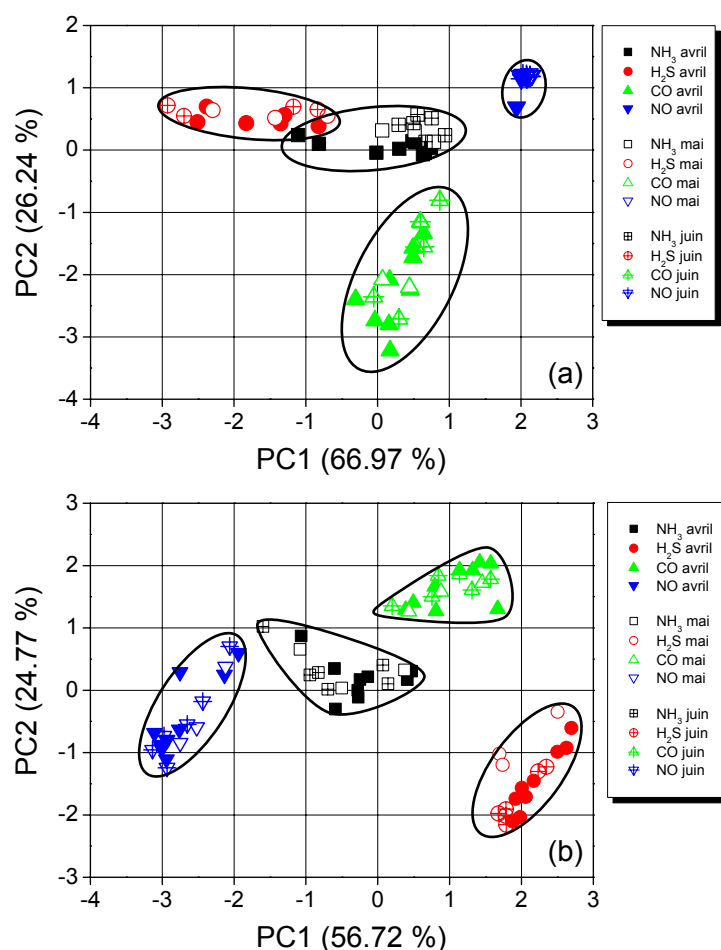 2
1
0
-1
-2
-3
-4
PC2 (26.24 %)
-4 -3 -2 -1 0 1 2 3
PC1 (66.97 %)
(a)
NH₃ avril
H₂S avril
CO avril
NO avril
NH₃ mai
H₂S mai
CO mai
NO mai
NH₃ juin
H₂S juin
CO juin
NO juin
3
2
1
0
-1
-2
-3
PC2 (24.77 %)
-4 -3 -2 -1 0 1 2 3
PC1 (56.72 %)
(b)
NH₃ avril
H₂S avril
CO avril
NO avril
NH₃ mai
H₂S mai
CO mai
NO mai
NH₃ juin
H₂S juin
CO juin
NO juin